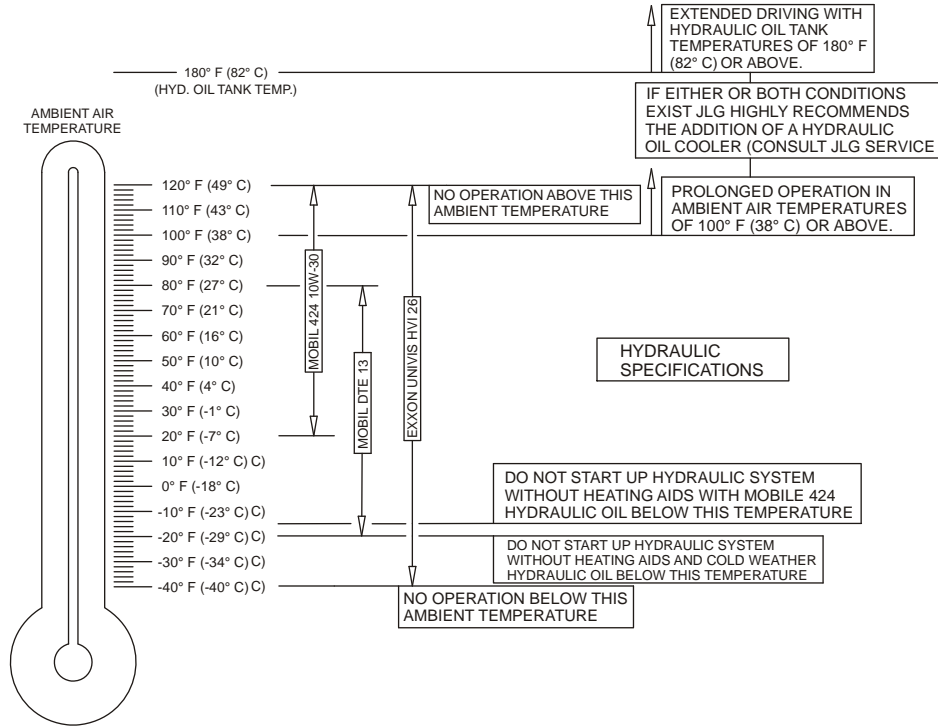 EXTENDED DRIVING WITH
HYDRAULIC OIL TANK
TEMPERATURES OF 180° F
(82° C) OR ABOVE.
180° F (82° C)
(HYD. OIL TANK TEMP.)
IF EITHER OR BOTH CONDITIONS
EXIST JLG HIGHLY RECOMMENDS
THE ADDITION OF A HYDRAULIC
OIL COOLER (CONSULT JLG SERVICE
AMBIENT AIR
TEMPERATURE
120° F (49° C)
110° F (43° C)
100° F (38° C)
90° F (32° C)
80° F (27° C)
70° F (21° C)
60° F (16° C)
50° F (10° C)
40° F (4° C)
30° F (-1° C)
20° F (-7° C)
10° F (-12° C) C)
0° F (-18° C)
-10° F (-23° C) C)
-20° F (-29° C) C)
-30° F (-34° C) C)
-40° F (-40° C) C)
MOBIL 424 10W-30
MOBIL DTE 13
EXXON UNIVIS HVI 26
NO OPERATION ABOVE THIS
AMBIENT TEMPERATURE
PROLONGED OPERATION IN
AMBIENT AIR TEMPERATURES
OF 100° F (38° C) OR ABOVE.
HYDRAULIC
SPECIFICATIONS
DO NOT START UP HYDRAULIC SYSTEM
WITHOUT HEATING AIDS WITH MOBILE 424
HYDRAULIC OIL BELOW THIS TEMPERATURE
DO NOT START UP HYDRAULIC SYSTEM
WITHOUT HEATING AIDS AND COLD WEATHER
HYDRAULIC OIL BELOW THIS TEMPERATURE
NO OPERATION BELOW THIS
AMBIENT TEMPERATURE